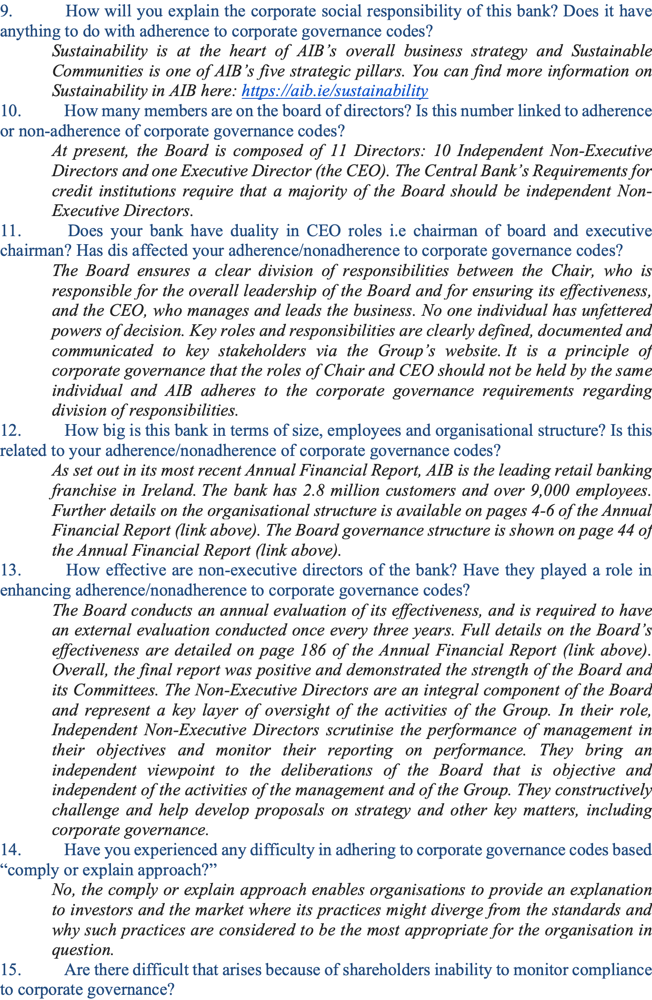 9. How will you explain the corporate social responsibility of this bank? Does it have
anything to do with adherence to corporate governance codes?
Sustainability is at the heart of AIB’s overall business strategy and Sustainable
Communities is one of AIB’s five strategic pillars. You can find more information on
Sustainability in AIB here: https://aib.ie/sustainability
10. How many members are on the board of directors? Is this number linked to adherence
or non-adherence of corporate governance codes?
At present, the Board is composed of 11 Directors: 10 Independent Non-Executive
Directors and one Executive Director (the CEO). The Central Bank’s Requirements for
credit institutions require that a majority of the Board should be independent Non-
Executive Directors.
11. Does your bank have duality in CEO roles i.e chairman of board and executive
chairman? Has dis affected your adherence/nonadherence to corporate governance codes?
The Board ensures a clear division of responsibilities between the Chair, who is
responsible for the overall leadership of the Board and for ensuring its effectiveness,
and the CEO, who manages and leads the business. No one individual has unfettered
powers of decision. Key roles and responsibilities are clearly defined, documented and
communicated to key stakeholders via the Group’s website. It is a principle of
corporate governance that the roles of Chair and CEO should not be held by the same
individual and AIB adheres to the corporate governance requirements regarding
division of responsibilities.
12. How big is this bank in terms of size, employees and organisational structure? Is this
related to your adherence/nonadherence of corporate governance codes?
As set out in its most recent Annual Financial Report, AIB is the leading retail banking
franchise in Ireland. The bank has 2.8 million customers and over 9,000 employees.
Further details on the organisational structure is available on pages 4-6 of the Annual
Financial Report (link above). The Board governance structure is shown on page 44 of
the Annual Financial Report (link above).
13. How effective are non-executive directors of the bank? Have they played a role in
enhancing adherence/nonadherence to corporate governance codes?
The Board conducts an annual evaluation of its effectiveness, and is required to have
an external evaluation conducted once every three years. Full details on the Board’s
effectiveness are detailed on page 186 of the Annual Financial Report (link above).
Overall, the final report was positive and demonstrated the strength of the Board and
its Committees. The Non-Executive Directors are an integral component of the Board
and represent a key layer of oversight of the activities of the Group. In their role,
Independent Non-Executive Directors scrutinise the performance of management in
their objectives and monitor their reporting on performance. They bring an
independent viewpoint to the deliberations of the Board that is objective and
independent of the activities of the management and of the Group. They constructively
challenge and help develop proposals on strategy and other key matters, including
corporate governance.
14. Have you experienced any difficulty in adhering to corporate governance codes based
“comply or explain approach?”
No, the comply or explain approach enables organisations to provide an explanation
to investors and the market where its practices might diverge from the standards and
why such practices are considered to be the most appropriate for the organisation in
question.
15. Are there difficult that arises because of shareholders inability to monitor compliance
to corporate governance?